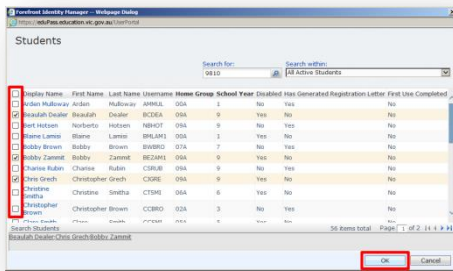 Forefront Identity Manager -- Webpage Dialog
https://eduPass.education.vic.gov.au/UserPortal
Students
Search for: Search within:
9810 All Active Students
Display Name First Name Last Name Username Home Group School Year Disabled Has Generated Registration Letter First Use Completed
Arden Mulloway Arden Mulloway AMMUL 00A 1 No Yes No
Beaulah Dealer Beaulah Dealer BCDEA 09A 9 Yes No No
Bert Hotsen Norberto Hotsen NBHOT 09A 9 No Yes No
Blaine Lamisi Blaine Lamisi BMLAM1 00A 1 Yes No No
Bobby Brown Bobby Brown BWBRO 07A 7 No Yes No
Bobby Zammit Bobby Zammit BEZAM1 09A 9 Yes No No
Charise Rubin Charise Rubin CSRUB 09A 9 No Yes No
Chris Grech Christopher Grech CJGRE 09A 9 Yes Yes No
Christine Smitha Christine Smitha CTSMI 06A 6 Yes No No
Christopher Brown Christopher Brown CCBRO 02A 3 No Yes No
Search Students 56 items total Page 1 of 2
Beaulah Dealer;Chris Grech;Bobby Zammit
OK Cancel